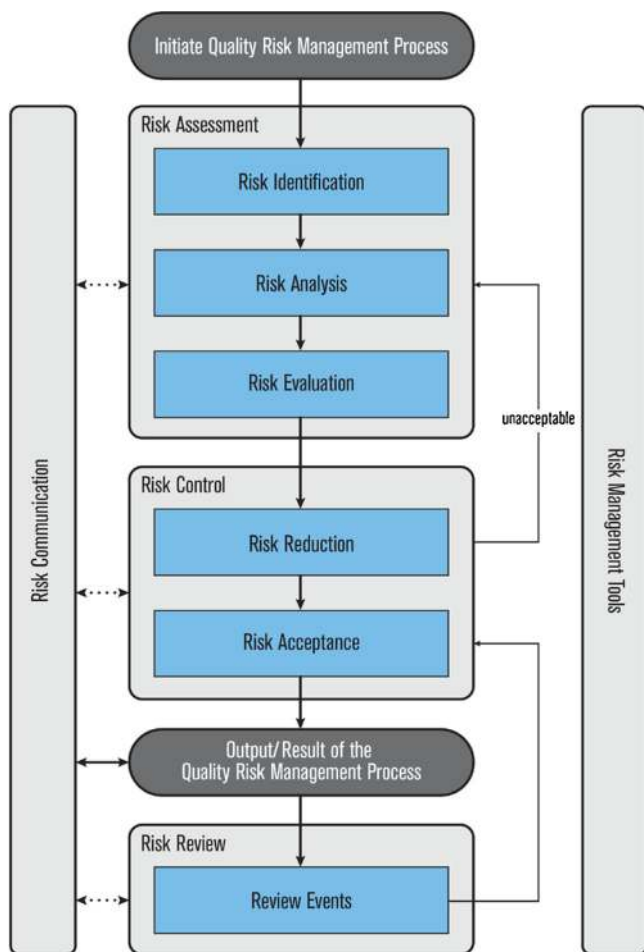 Initiate Quality Risk Management Process
Risk Assessment
Risk Identification
Risk Analysis
Risk Evaluation
unacceptable
Risk Communication
Risk Management Tools
Risk Control
Risk Reduction
Risk Acceptance
Output/Result of the
Quality Risk Management Process
Risk Review
Review Events